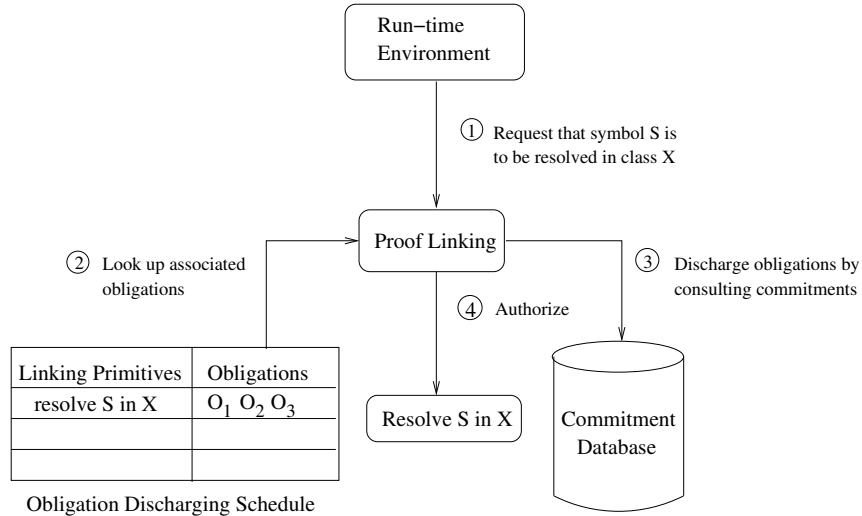 Run−time
Environment
1 Request that symbol S is
to be resolved in class X
Proof Linking
2 Look up associated
obligations
3 Discharge obligations by
consulting commitments
4 Authorize
Linking Primitives Obligations
resolve S in X O1 O2 O3
Resolve S in X
Commitment
Database
Obligation Discharging Schedule